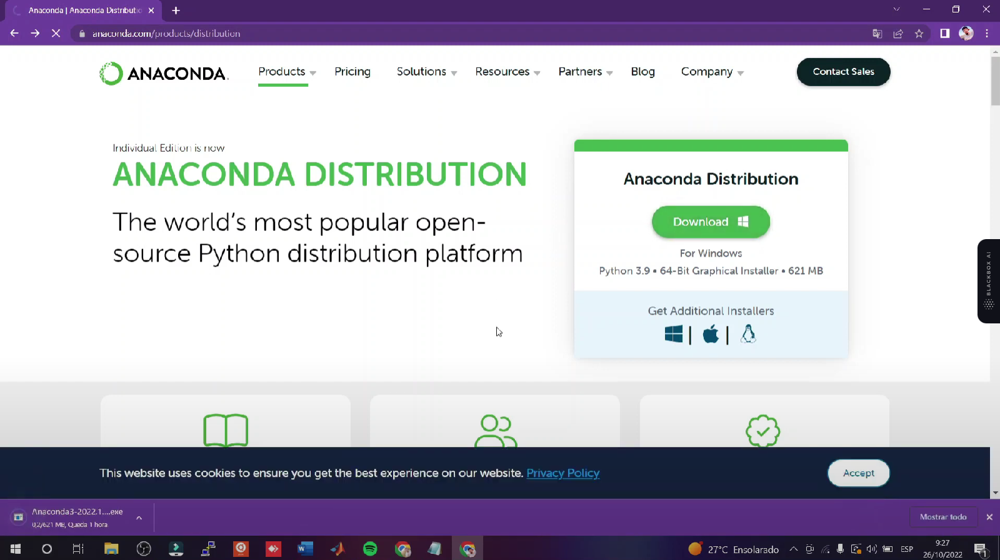 Anaconda | Anaconda Distributio
anaconda.com/products/distribution
ANACONDA.
Products
Pricing
Solutions
Resources
Partners
Blog
Company
Contact Sales
Individual Edition is now
ANACONDA DISTRIBUTION
The world's most popular open-
source Python distribution platform
Anaconda Distribution
Download
For Windows
Python 3.9 • 64-Bit Graphical Installer • 621 MB
Get Additional Installers
BLACKBOX AI
This website uses cookies to ensure you get the best experience on our website. Privacy Policy
Accept
Anaconda3-2022.1....exe
0,2/621 MB, Queda 1 hora
Mostrar todo
27°C Ensolarado
ESP
9:27
26/10/2022
1